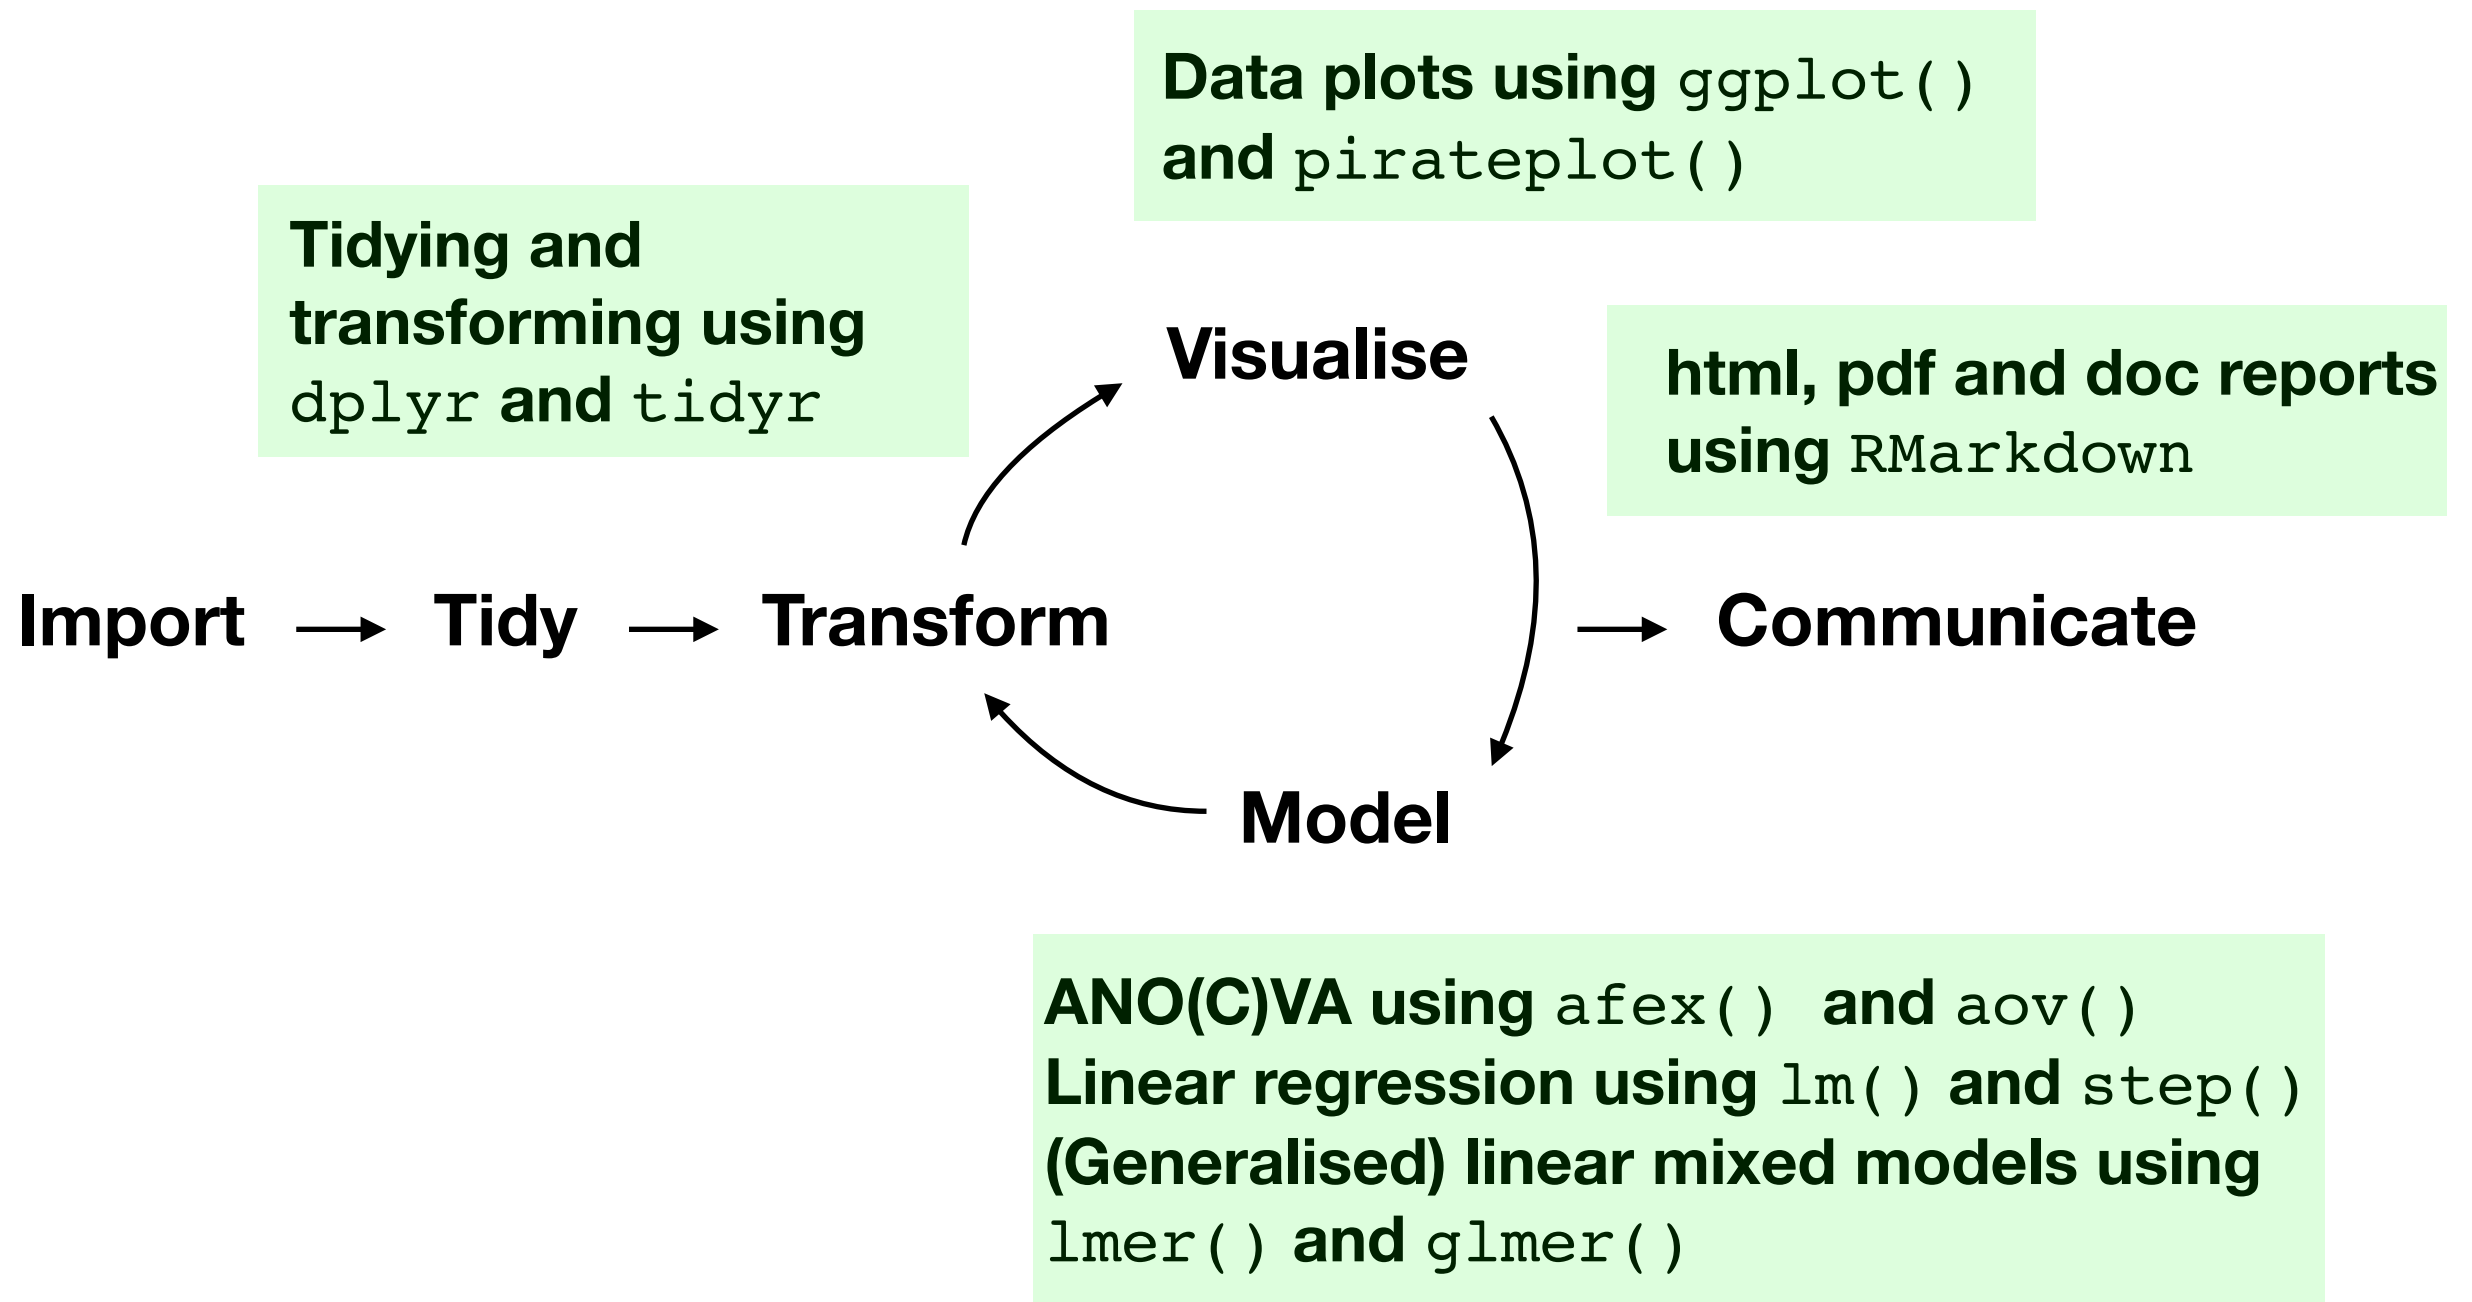 Data plots using ggplot()
and pirateplot()
Tidying and
transforming using
dplyr and tidyr
Visualise
html, pdf and doc reports
using RMarkdown
Import
Tidy
Transform
Communicate
Model
ANO(C)VA using afex() and aov()
Linear regression using lm() and step()
(Generalised) linear mixed models using
lmer() and glmer()